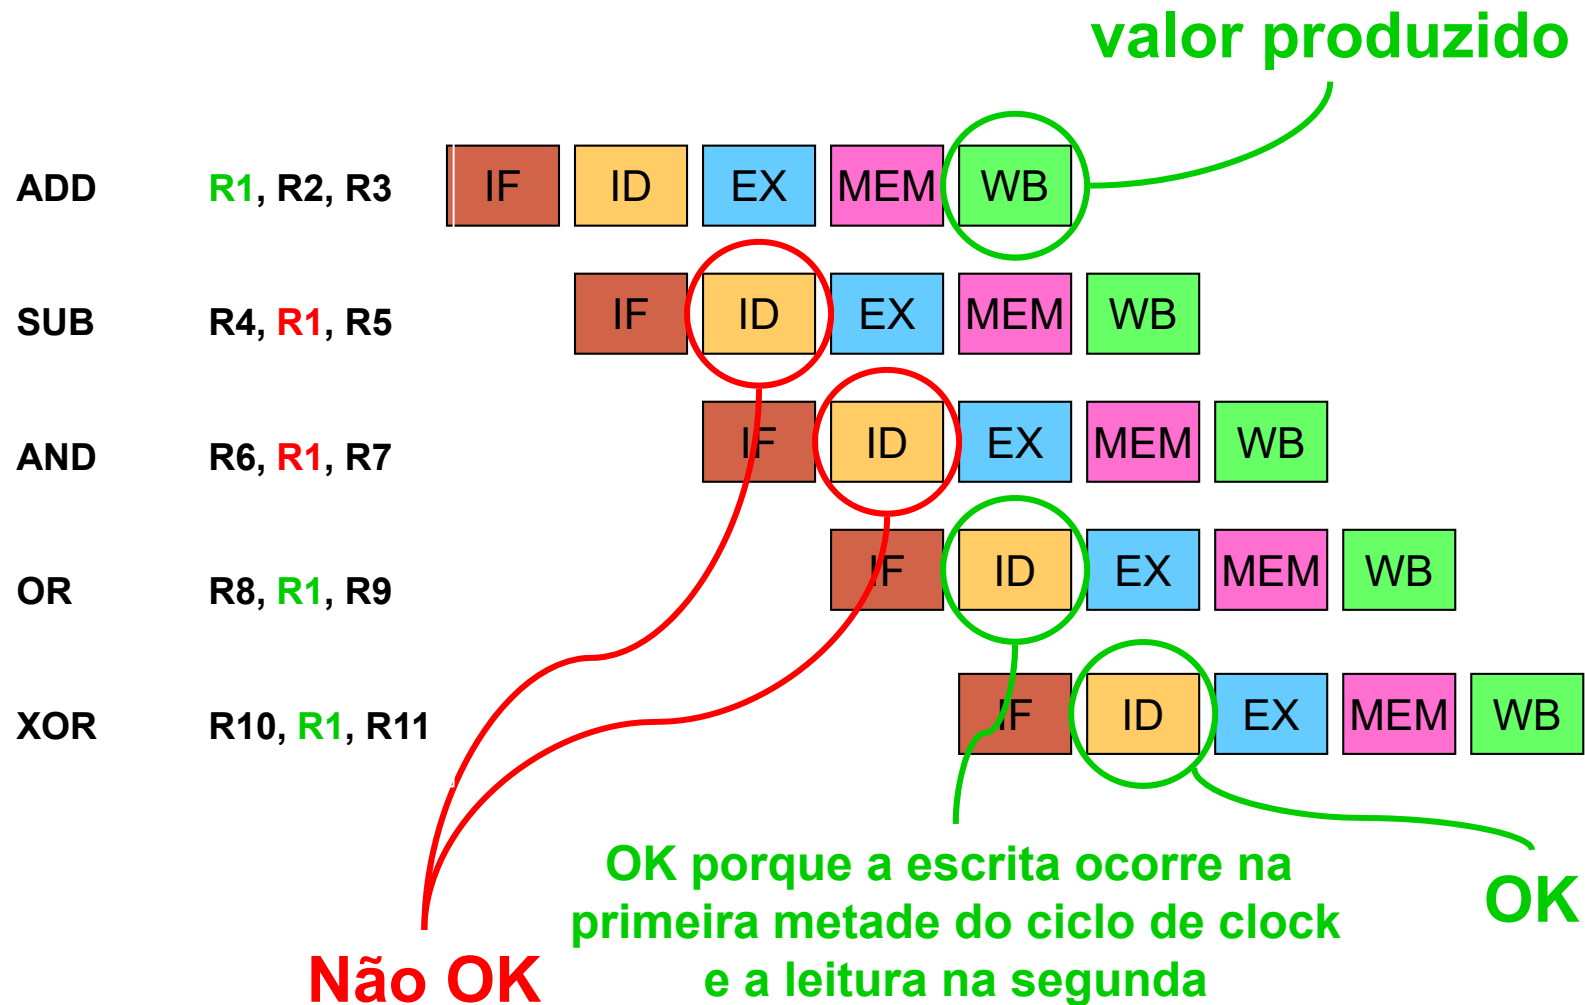 valor produzido
ADD R1, R2, R3 IF ID EX MEM WB
SUB R4, R1, R5 IF ID EX MEM WB
AND R6, R1, R7 IF ID EX MEM WB
OR R8, R1, R9 IF ID EX MEM WB
XOR R10, R1, R11 IF ID EX MEM WB
OK porque a escrita ocorre na
primeira metade do ciclo de clock
e a leitura na segunda
OK
Não OK